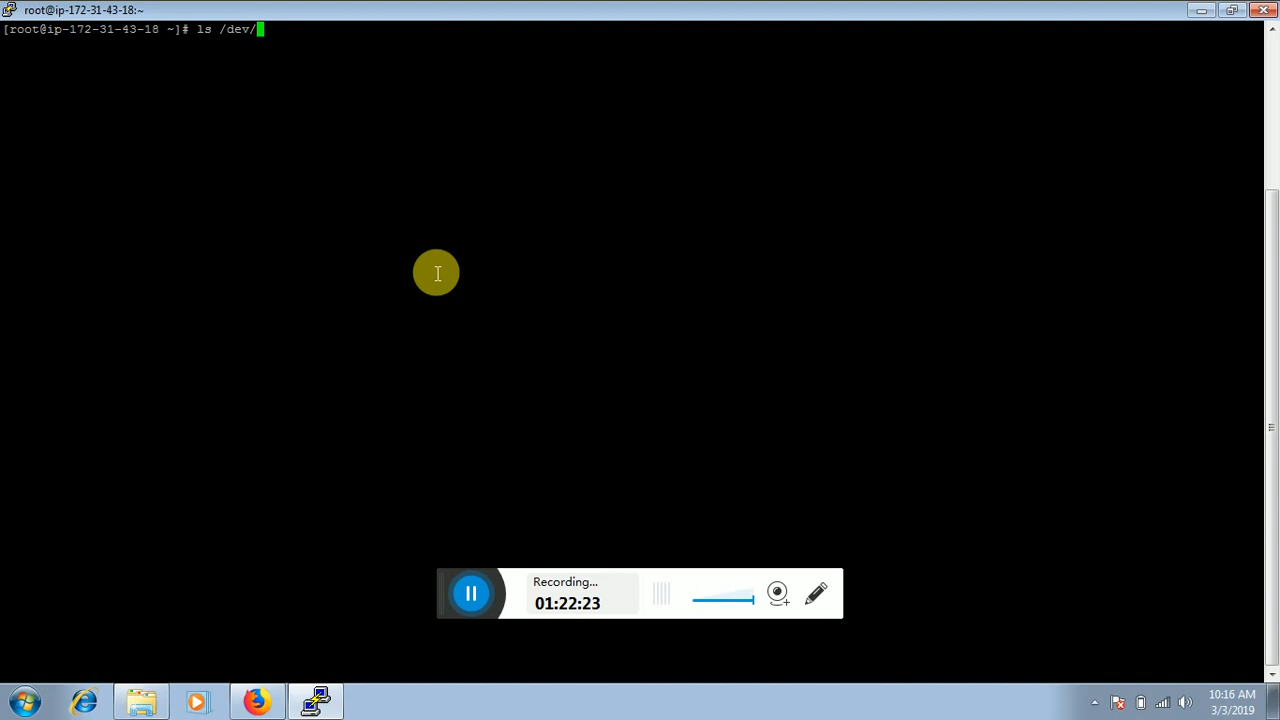 root@ip-172-31-43-18:~
[root@ip-172-31-43-18 ~]# ls /dev/
Recording...
01:22:23
10:16 AM
3/3/2019